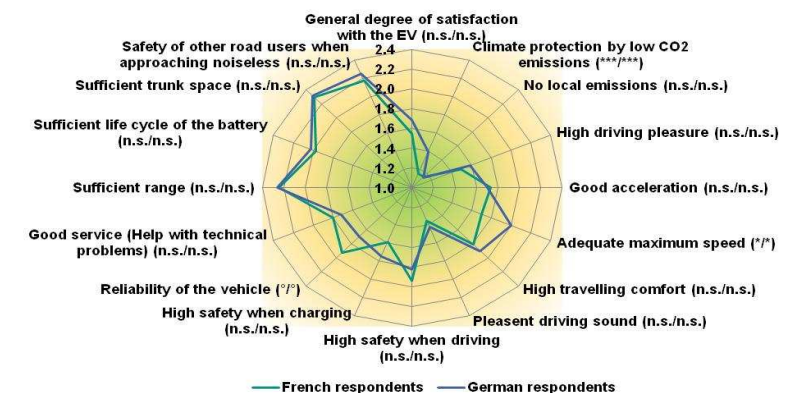 General degree of satisfaction
with the EV (n.s./n.s.)
Climate protection by low CO2
emissions (***/***)
No local emissions (n.s./n.s.)
High driving pleasure (n.s./n.s.)
Good acceleration (n.s./n.s.)
Adequate maximum speed (*/*)
High travelling comfort (n.s./n.s.)
Pleasent driving sound (n.s./n.s.)
High safety when driving
(n.s./n.s.)
High safety when charging
(n.s./n.s.)
Reliability of the vehicle (°/°)
Good service (Help with technical
problems) (n.s./n.s.)
Sufficient range (n.s./n.s.)
Sufficient life cycle of the battery
(n.s./n.s.)
Sufficient trunk space (n.s./n.s.)
Safety of other road users when
approaching noiseless (n.s./n.s.)
2.4
2.2
2.0
1.8
1.6
1.4
1.2
1.0
French respondents
German respondents